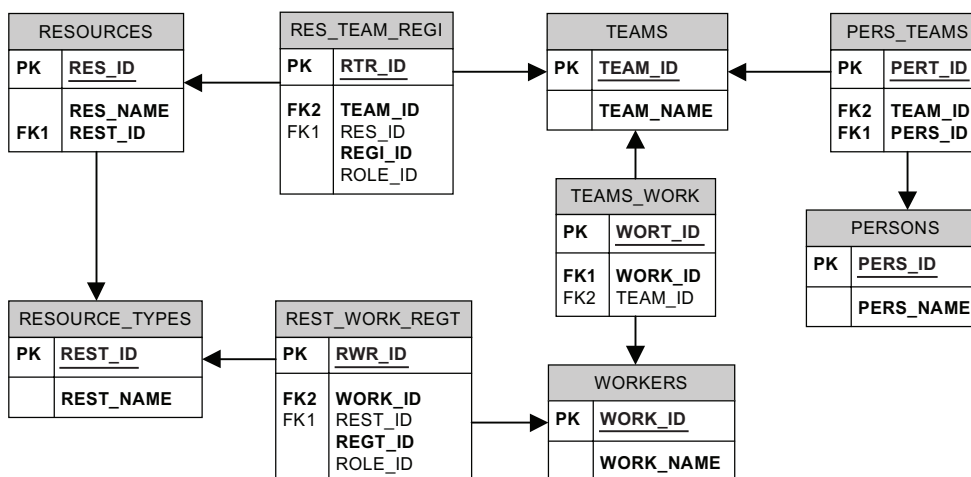 RESOURCES
PK RES_ID
RES_NAME
FK1 REST_ID
RES_TEAM_REGI
PK RTR_ID
FK2 TEAM_ID
FK1 RES_ID
REGI_ID
ROLE_ID
TEAMS
PK TEAM_ID
TEAM_NAME
PERS_TEAMS
PK PERT_ID
FK2 TEAM_ID
FK1 PERS_ID
TEAMS_WORK
PK WORT_ID
FK1 WORK_ID
FK2 TEAM_ID
PERSONS
PK PERS_ID
PERS_NAME
RESOURCE_TYPES
PK REST_ID
REST_NAME
REST_WORK_REGT
PK RWR_ID
FK2 WORK_ID
FK1 REST_ID
REGT_ID
ROLE_ID
WORKERS
PK WORK_ID
WORK_NAME